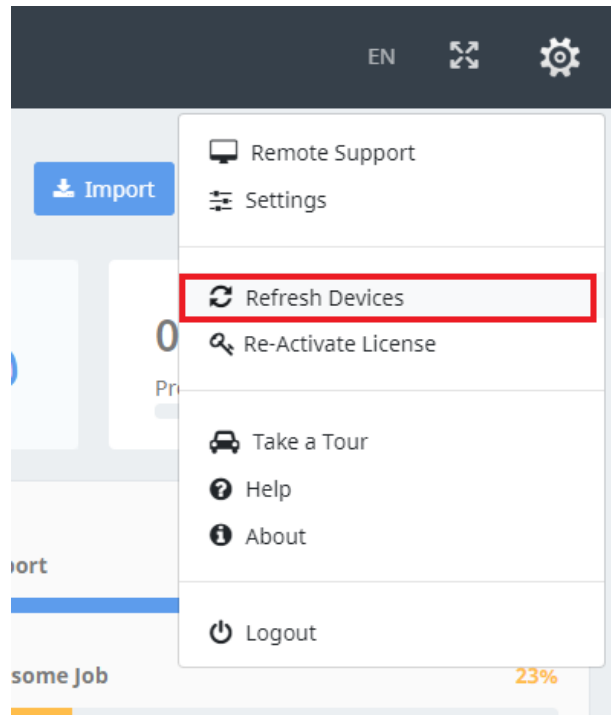 EN
Remote Support
Import
Settings
Refresh Devices
0
Re-Activate License
Pr
Take a Tour
Help
About
ort
Logout
some Job
23%